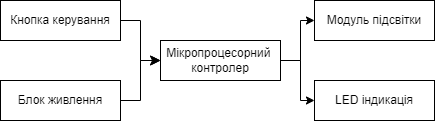 Кнопка керування
Модуль підсвітки
Мікропроцесорний
контролер
Блок живлення
LED індикація